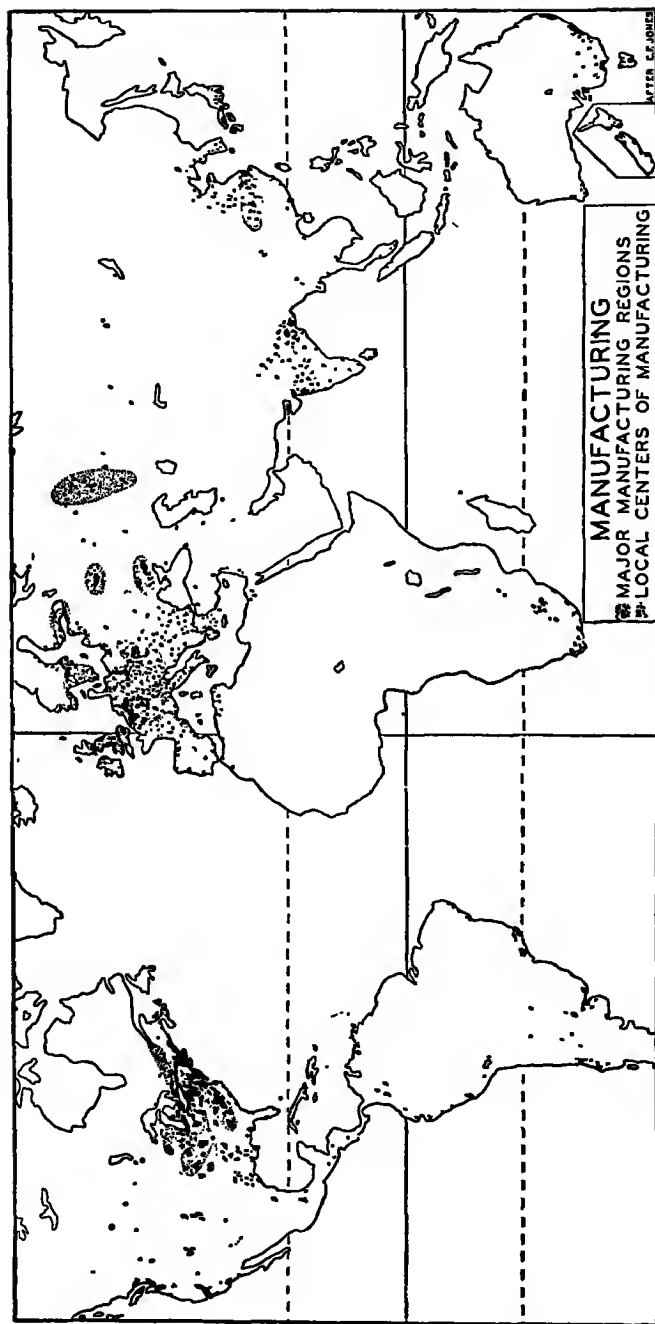 MANUFACTURING
MAJOR MANUFACTURING REGIONS
LOCAL CENTERS OF MANUFACTURING
AFTER C.F. JONES